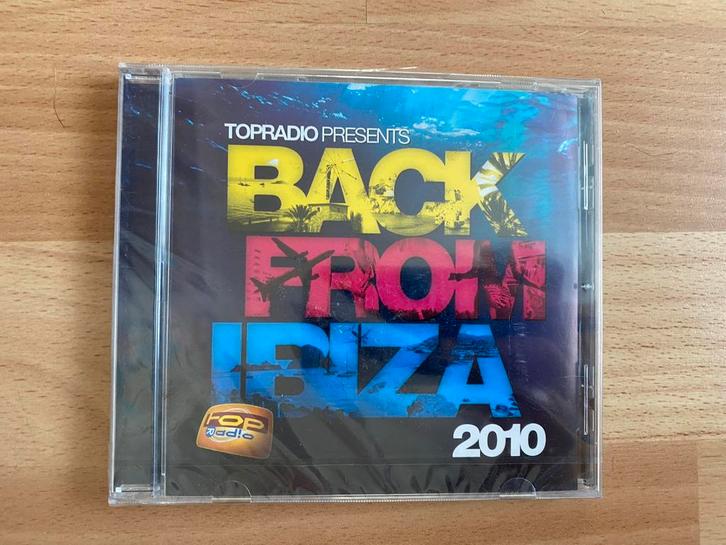 TOPRADIO PRESENTS
BACK
FROM
IBIZA
2010
TOP
RADIO